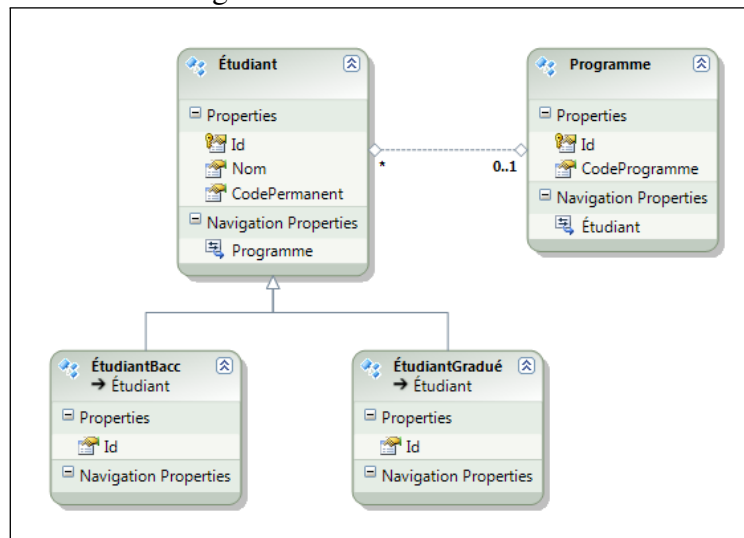 Étudiant
Properties
Id
Nom
CodePermanent
Navigation Properties
Programme
* 0..1
Programme
Properties
Id
CodeProgramme
Navigation Properties
Étudiant
ÉtudiantBacc
➔ Étudiant
Properties
Id
Navigation Properties
ÉtudiantGradué
➔ Étudiant
Properties
Id
Navigation Properties